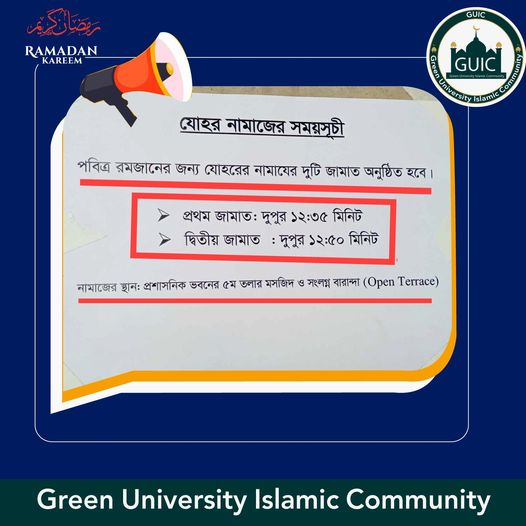 رمضان كريم
RAMADAN
KAREEM
GUIC
GUIC
Green University Islamic Community
Green University Islamic Community
যোহর নামাজের সময়সূচী
পবিত্র রমজানের জন্য যোহরের নামাযের দুটি জামাত অনুষ্ঠিত হবে।
➢ প্রথম জামাত: দুপুর ১২:৩৫ মিনিট
➢ দ্বিতীয় জামাত : দুপুর ১২:৫০ মিনিট
নামাজের স্থান: প্রশাসনিক ভবনের ৫ম তলার মসজিদ ও সংলগ্ন বারান্দা (Open Terrace)
Green University Islamic Community